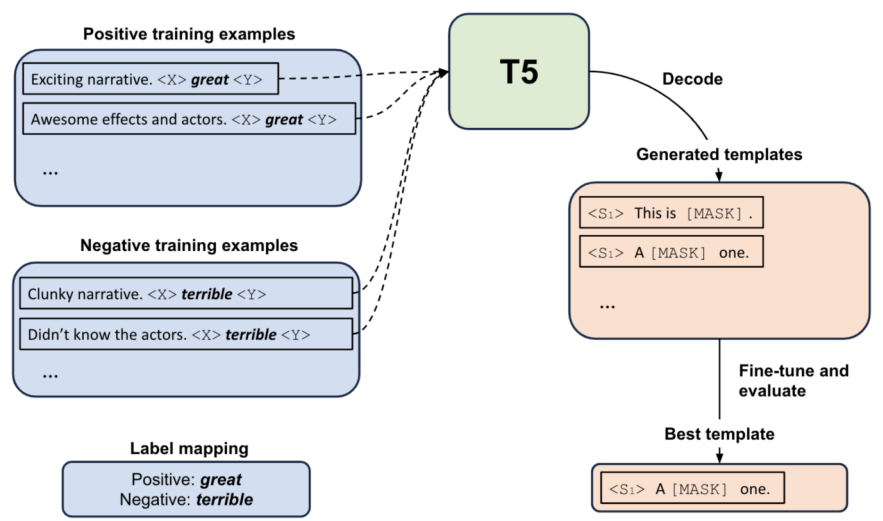 Positive training examples
Exciting narrative. <X> great <Y>
Awesome effects and actors. <X> great <Y>
...
Negative training examples
Clunky narrative. <X> terrible <Y>
Didn’t know the actors. <X> terrible <Y>
...
Label mapping
Positive: great
Negative: terrible
T5
Decode
Generated templates
<S₁> This is [MASK] .
<S₁> A [MASK] one.
...
Fine-tune and
evaluate
Best template
<S₁> A [MASK] one.